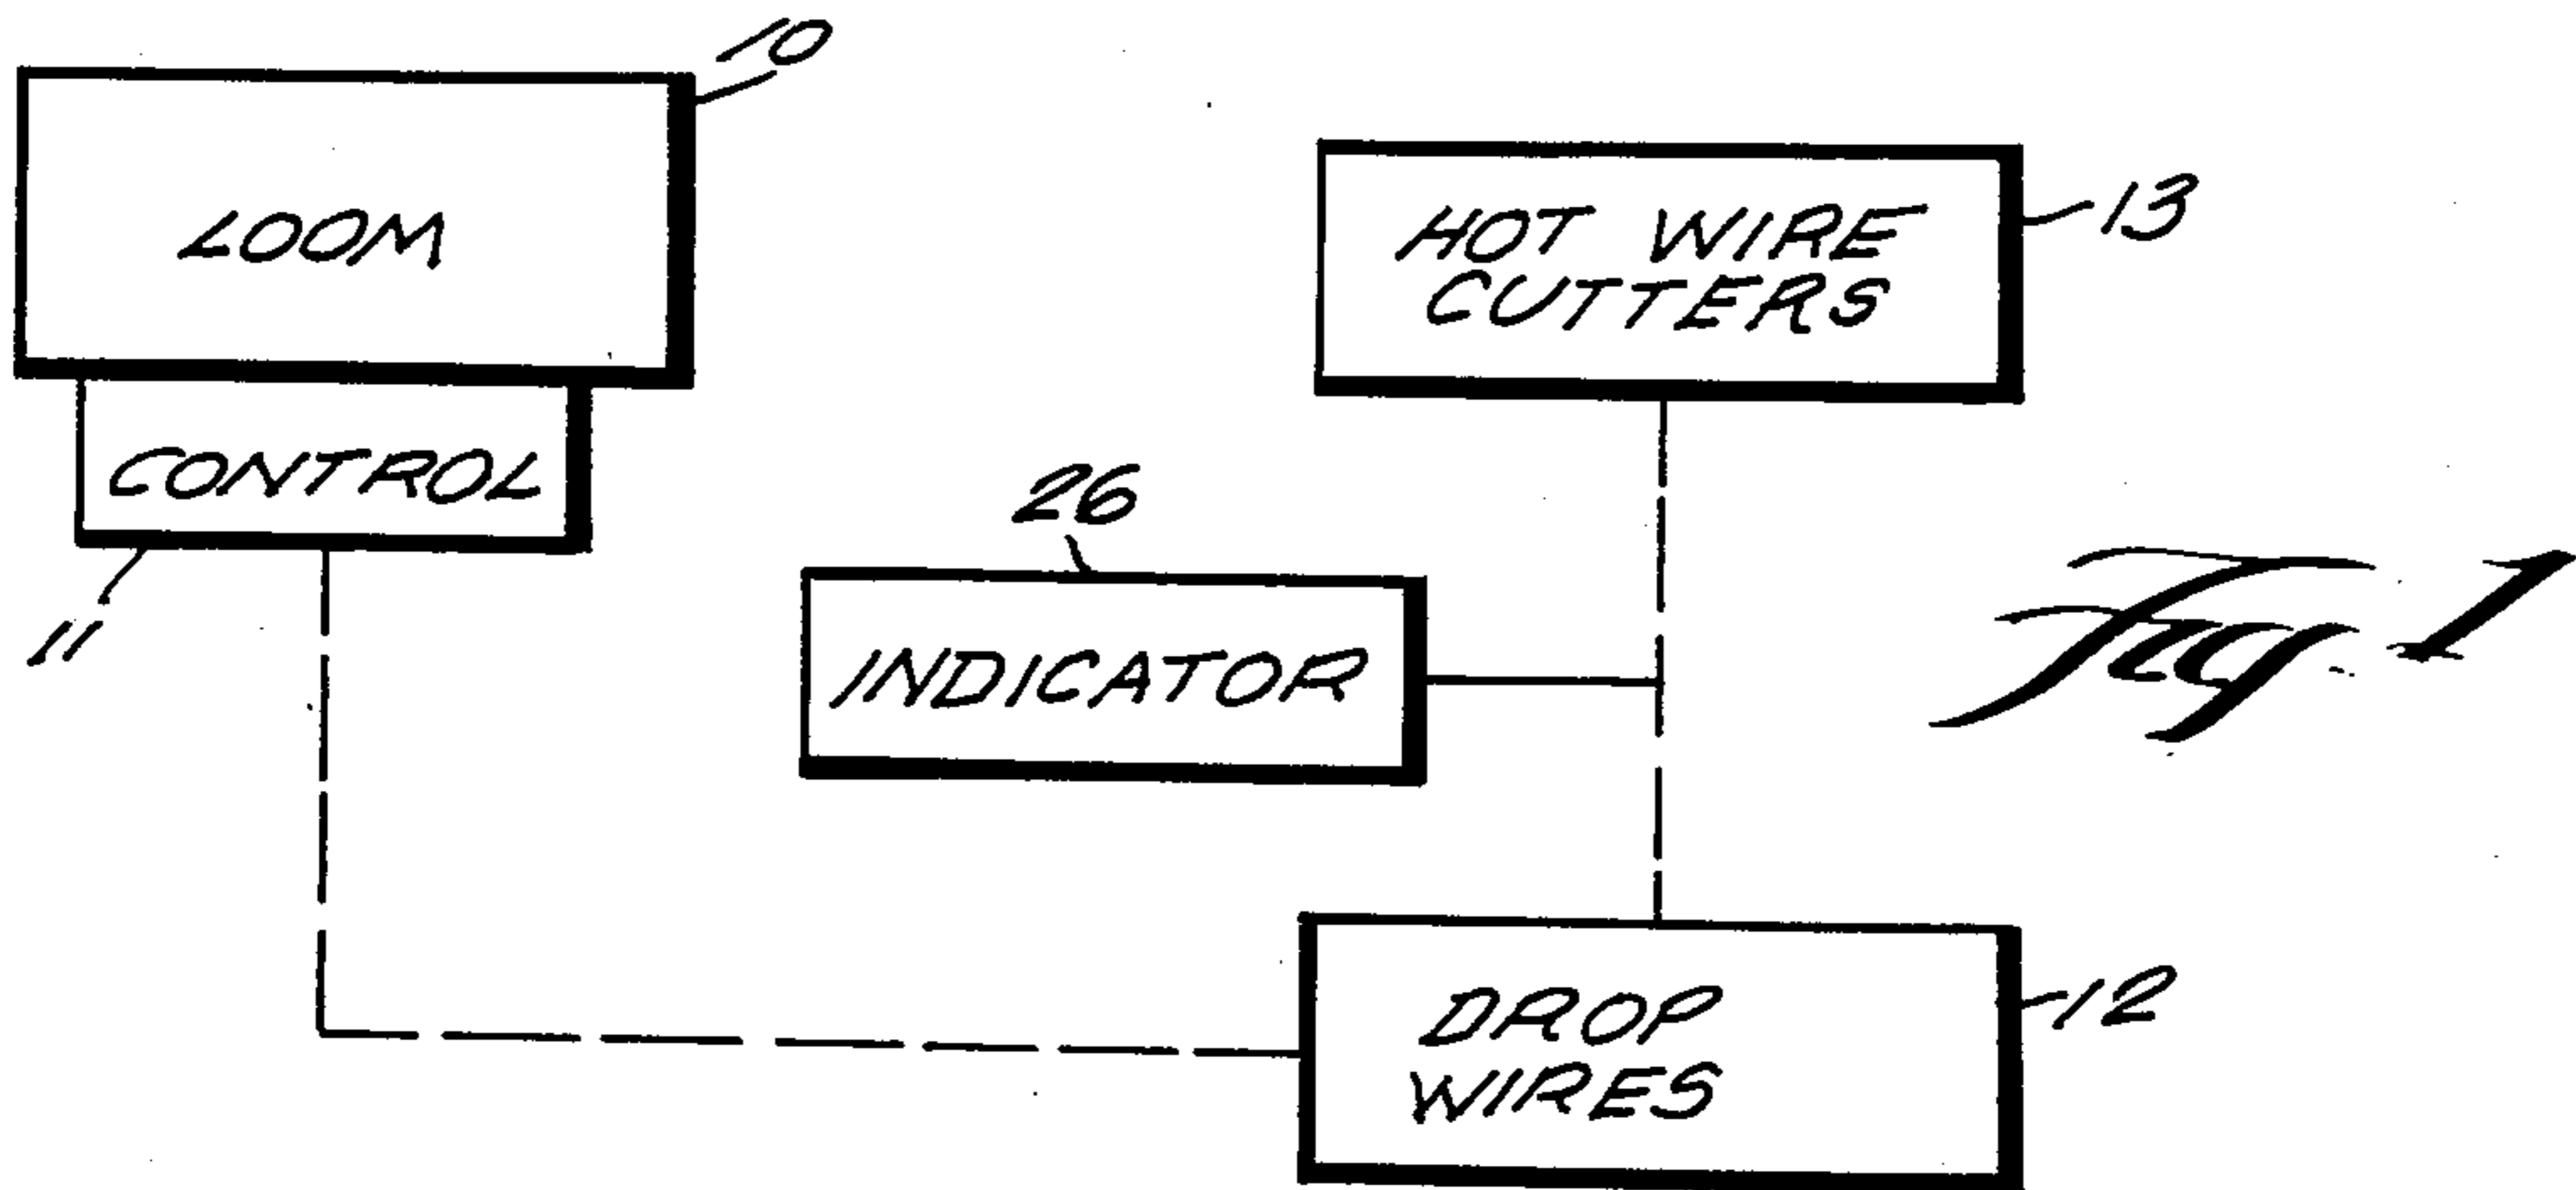 10
LOOM
HOT WIRE
CUTTERS
13
CONTROL
11
26
INDICATOR
Fig. 1
DROP
WIRES
12